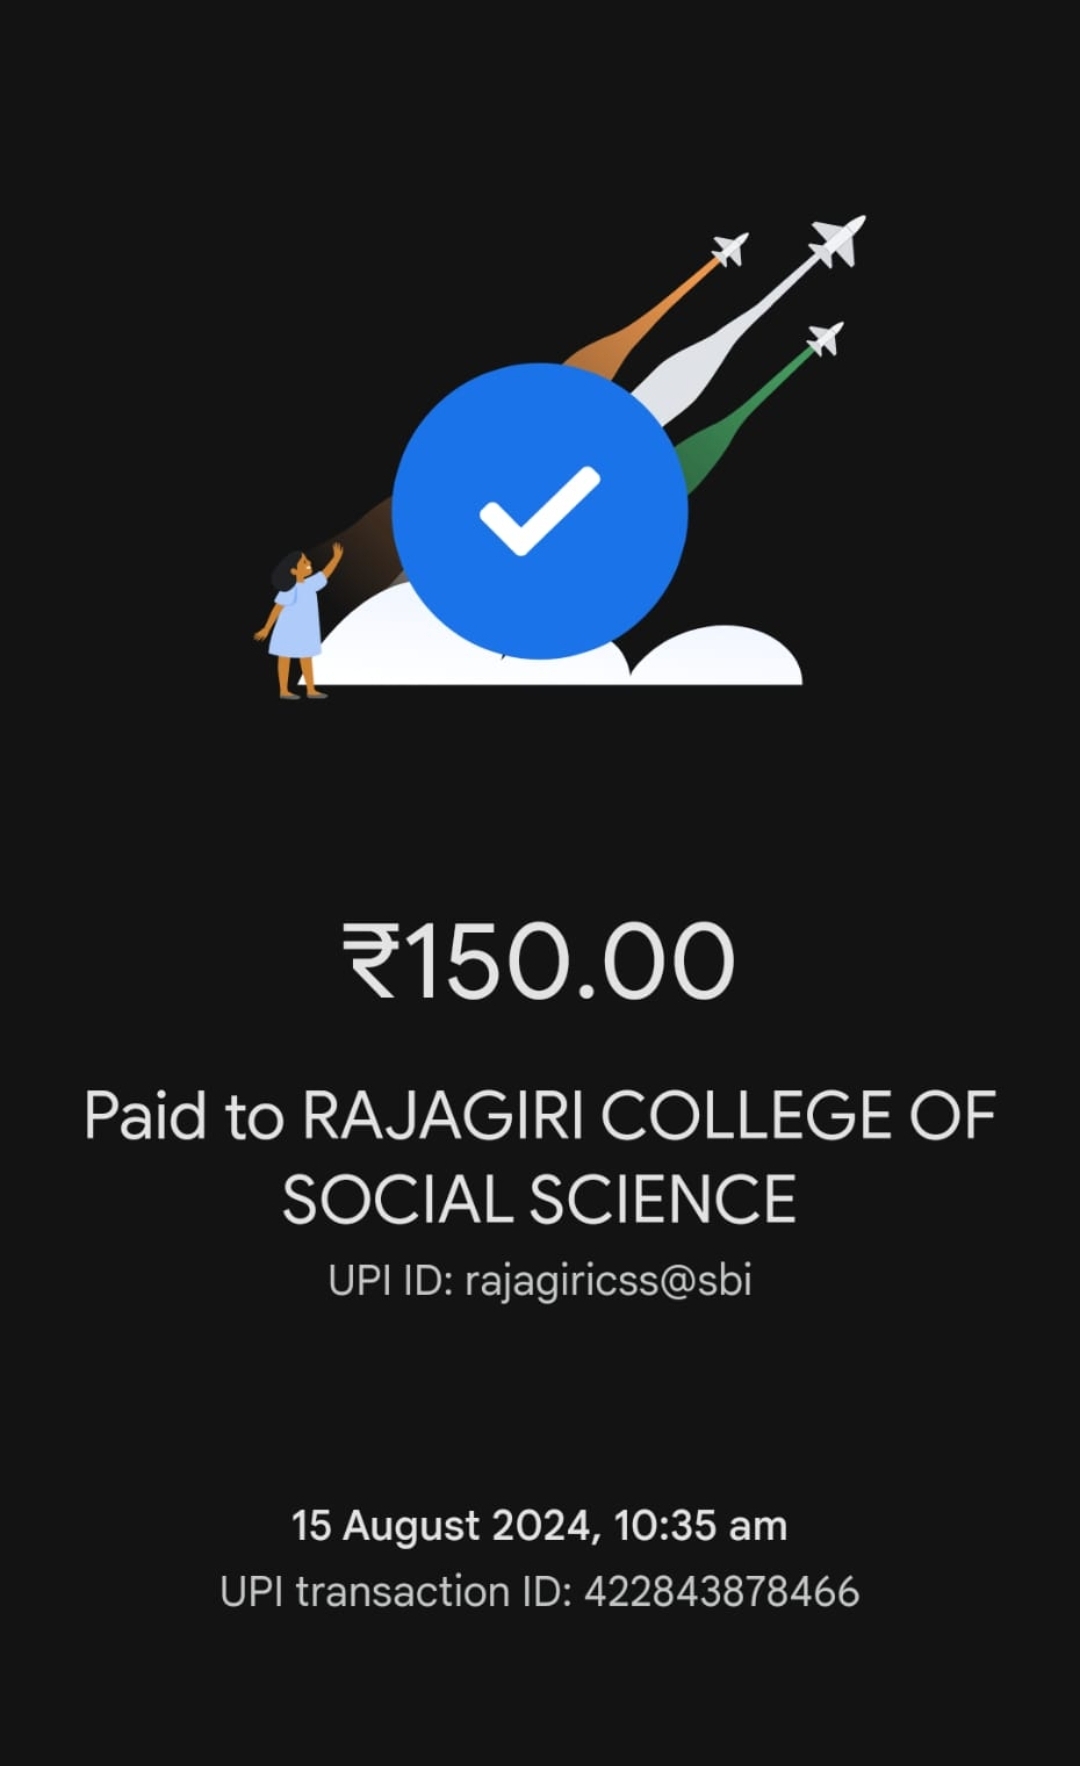 ₹150.00
Paid to RAJAGIRI COLLEGE OF
SOCIAL SCIENCE
UPI ID: rajagiricss@sbi
15 August 2024, 10:35 am
UPI transaction ID: 422843878466